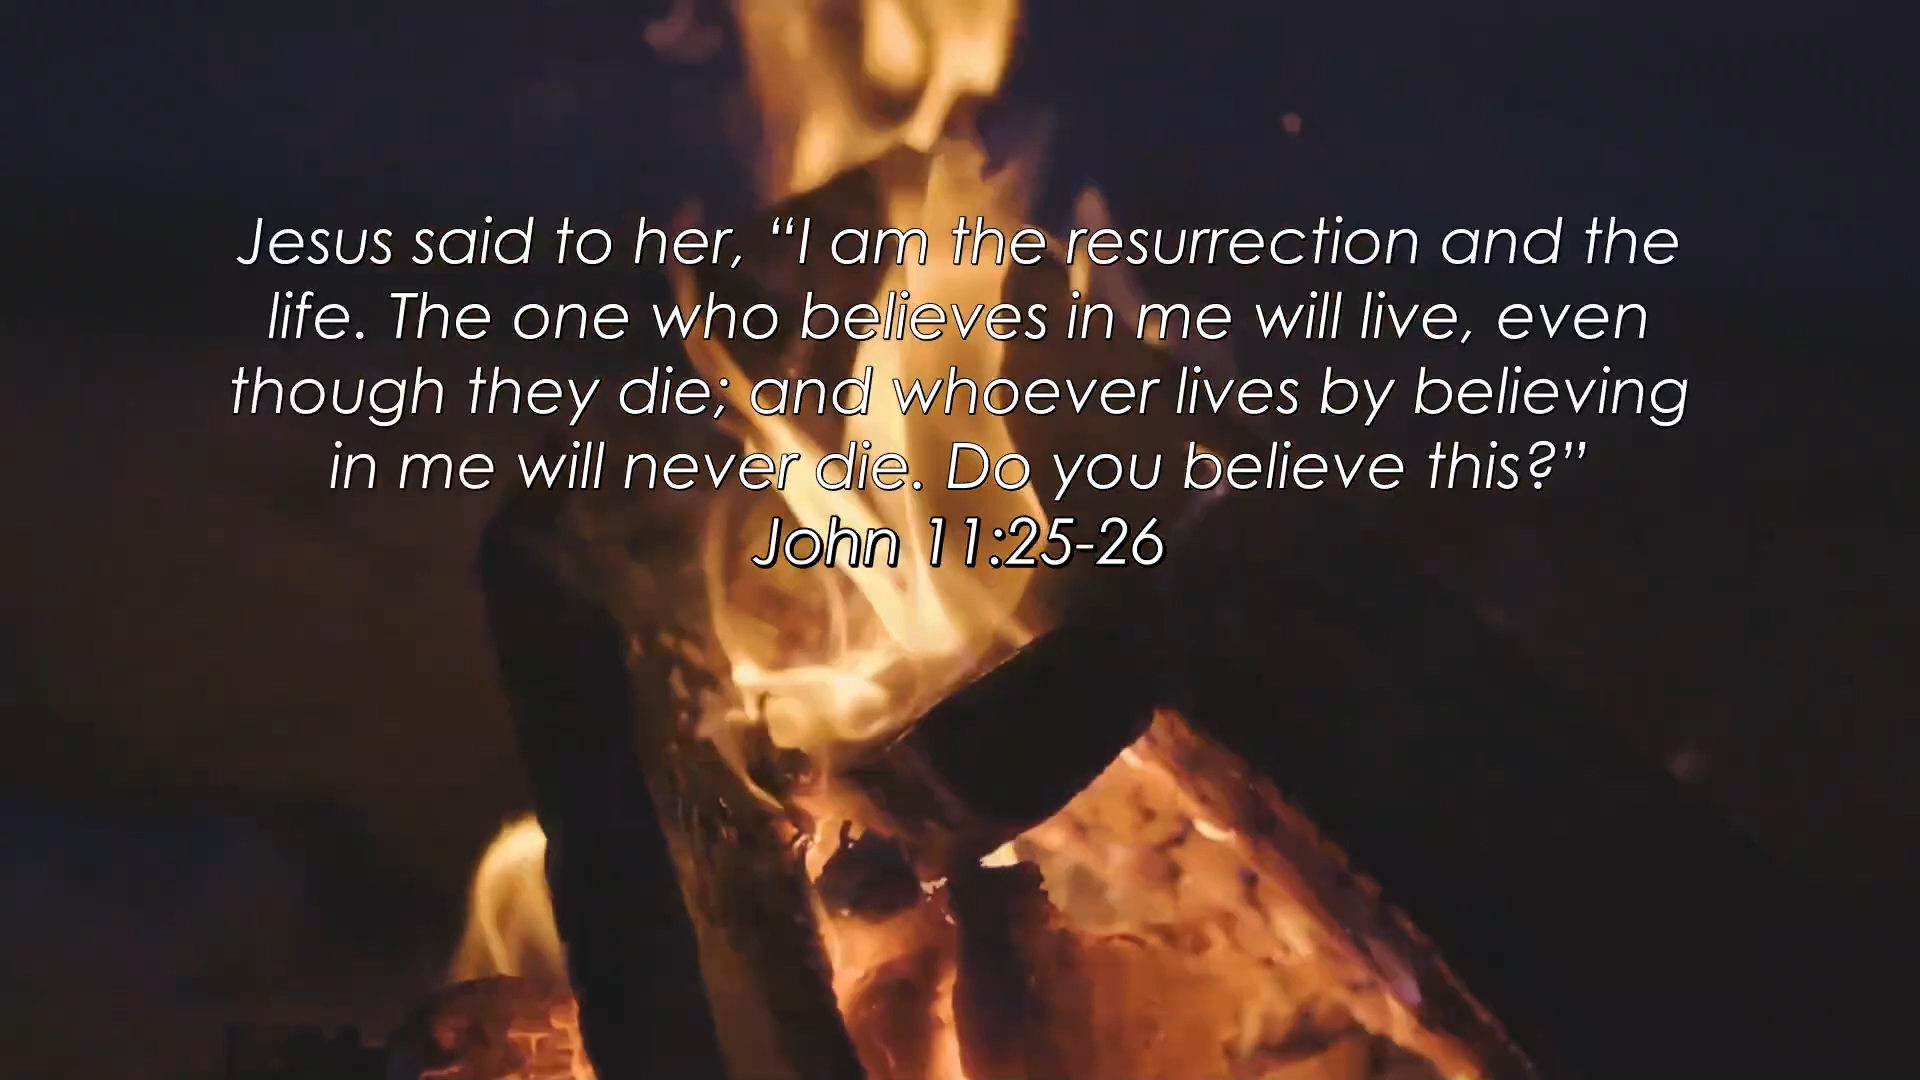 Jesus said to her, “I am the resurrection and the
life. The one who believes in me will live, even
though they die; and whoever lives by believing
in me will never die. Do you believe this?”
John 11:25-26